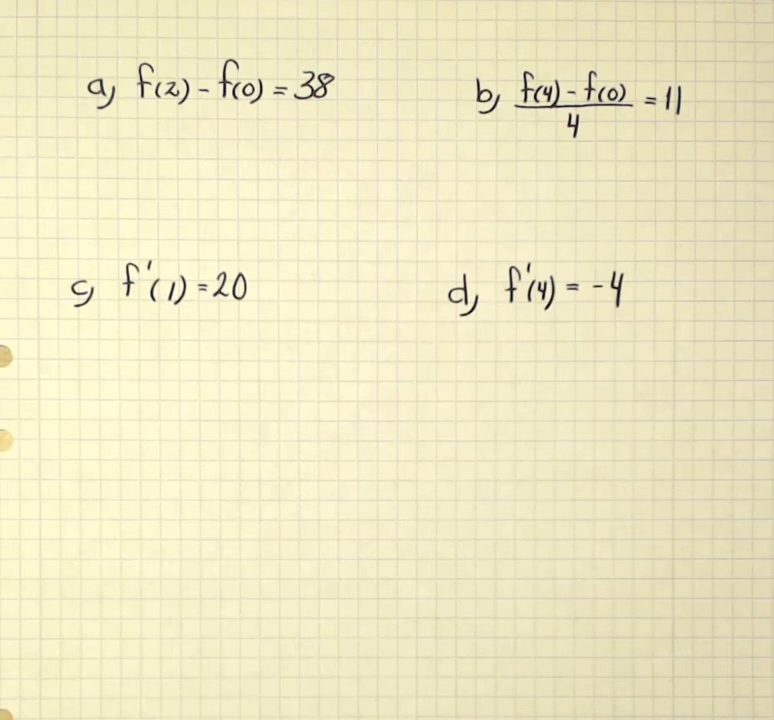 a) f(2) - f(0) = 38
b) f(4) - f(0) / 4 = 11
c) f'(1) = 20
d) f'(4) = -4